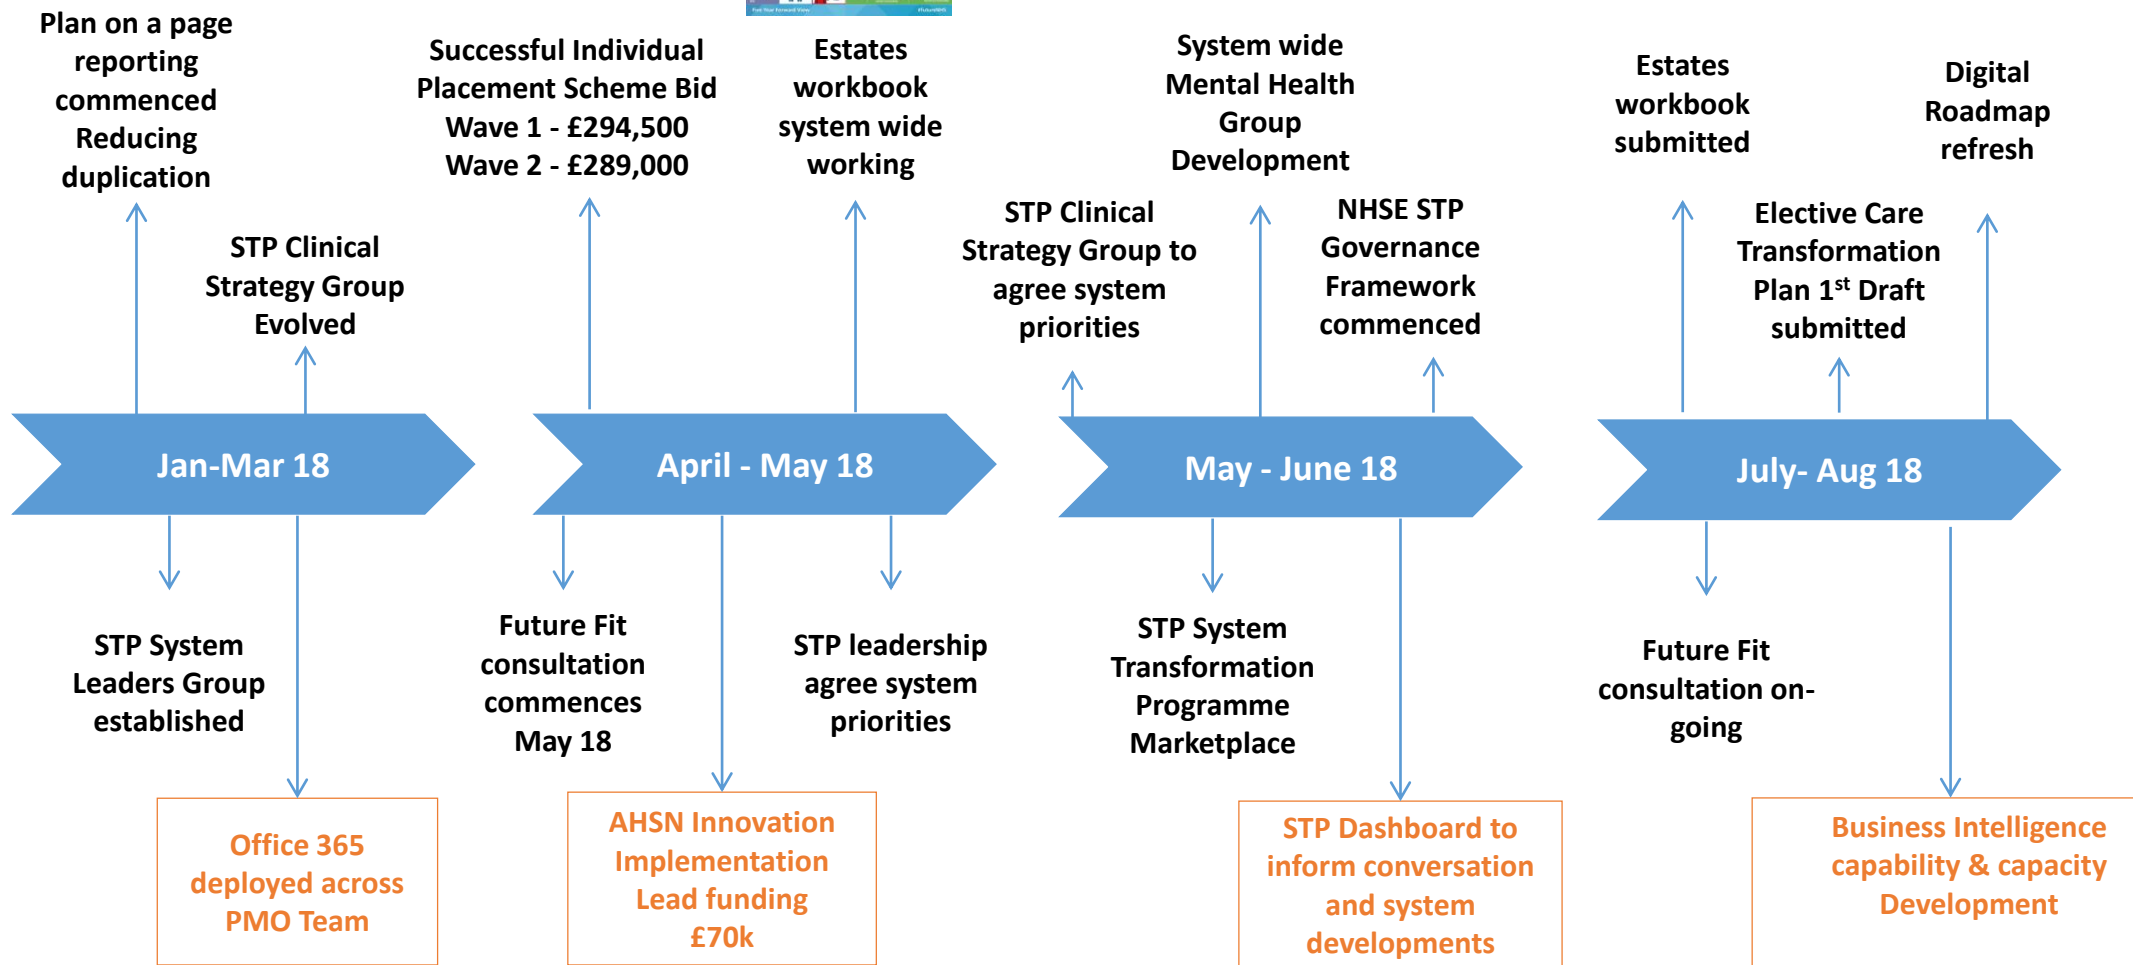 Five Year Forward View
#FutureNHS
Plan on a page
reporting
commenced
Reducing
duplication
STP Clinical
Strategy Group
Evolved
Successful Individual
Placement Scheme Bid
Wave 1 - £294,500
Wave 2 - £289,000
Estates
workbook
system wide
working
STP Clinical
Strategy Group to
agree system
priorities
System wide
Mental Health
Group
Development
NHSE STP
Governance
Framework
commenced
Estates
workbook
submitted
Elective Care
Transformation
Plan 1st Draft
submitted
Digital
Roadmap
refresh
Jan-Mar 18
April - May 18
May - June 18
July- Aug 18
STP System
Leaders Group
established
Office 365
deployed across
PMO Team
Future Fit
consultation
commences
May 18
AHSN Innovation
Implementation
Lead funding
£70k
STP leadership
agree system
priorities
STP System
Transformation
Programme
Marketplace
STP Dashboard to
inform conversation
and system
developments
Future Fit
consultation on-
going
Business Intelligence
capability & capacity
Development